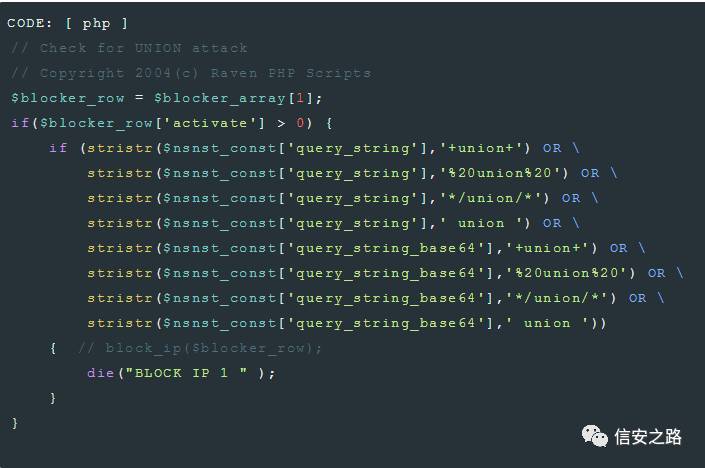 CODE: [ php ]
// Check for UNION attack
// Copyright 2004(c) Raven PHP Scripts
$blocker_row = $blocker_array[1];
if($blocker_row['activate'] > 0) {
if (stristr($nsnst_const['query_string'],'+union+') OR \
stristr($nsnst_const['query_string'],'%20union%20') OR \
stristr($nsnst_const['query_string'],'*/union/*') OR \
stristr($nsnst_const['query_string'],' union ') OR \
stristr($nsnst_const['query_string_base64'],'+union+') OR \
stristr($nsnst_const['query_string_base64'],'%20union%20') OR \
stristr($nsnst_const['query_string_base64'],'*/union/*') OR \
stristr($nsnst_const['query_string_base64'],' union '))
{ // block_ip($blocker_row);
die("BLOCK IP 1 " );
}
}
信安之路